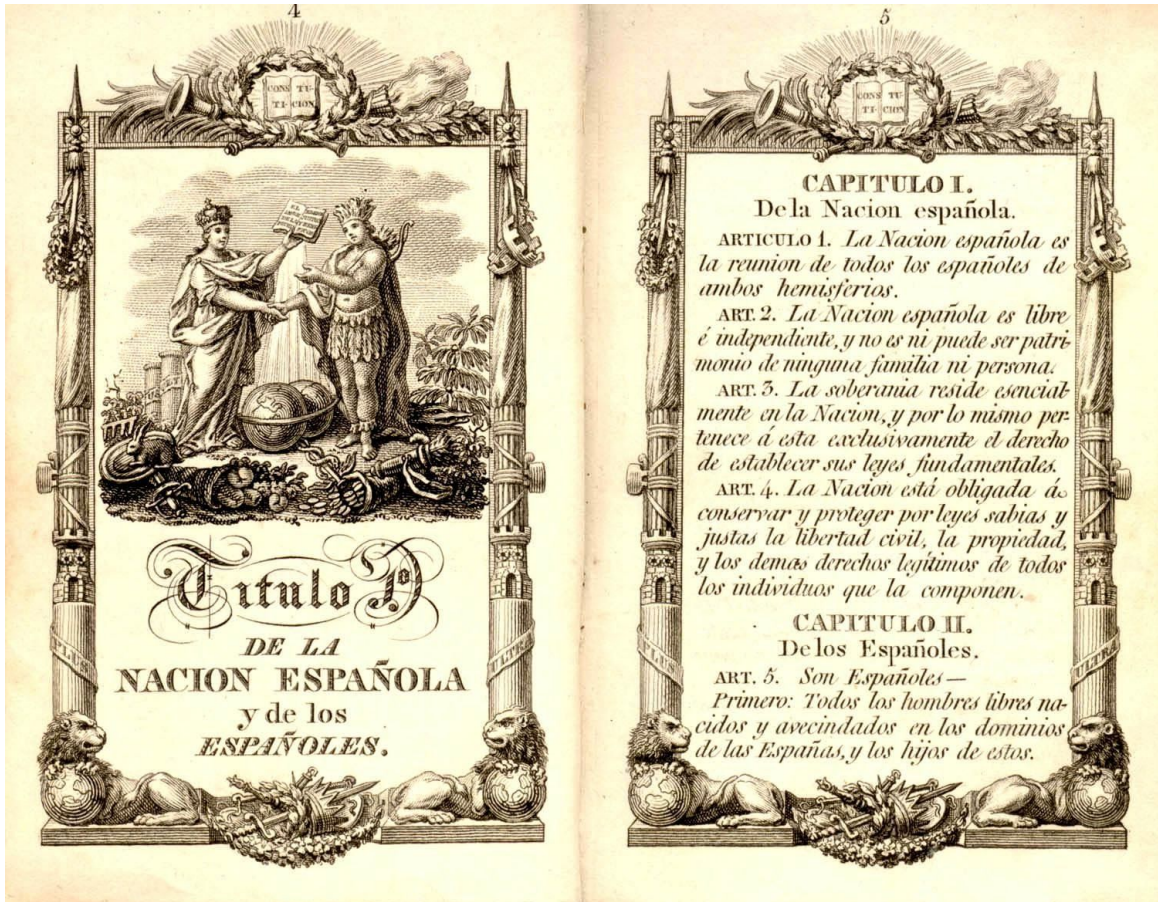 4
CONS TU-
TI- CION
PLUS ULTRA
Título 1º
DE LA
NACION ESPAÑOLA
y de los
ESPAÑOLES.
5
CONS TU-
TI- CION
CAPITULO I.
De la Nacion española.
ARTICULO 1. La Nacion española es
la reunion de todos los españoles de
ambos hemisferios.
ART. 2. La Nacion española es libre
é independiente, y no es ni puede ser patri-
monio de ninguna familia ni persona.
ART. 3. La soberania reside esencial-
mente en la Nacion, y por lo mismo per-
tenece á esta exclusivamente el derecho
de establecer sus leyes fundamentales.
ART. 4. La Nacion está obligada á
conservar y proteger por leyes sabias y
justas la libertad civil, la propiedad,
y los demas derechos legítimos de todos
los individuos que la componen.
CAPITULO II.
De los Españoles.
PLUS ULTRA
ART. 5. Son Españoles—
Primero: Todos los hombres libres na-
cidos y avecindados en los dominios
de las Españas, y los hijos de estos.